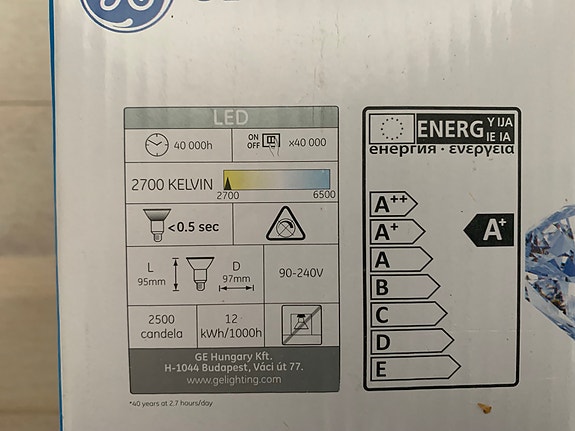 GE
LED
40 000h
ON
OFF
x40 000
2700 KELVIN
2700
6500
<0.5 sec
L
95mm
D
97mm
90-240V
2500
candela
12
kWh/1000h
GE Hungary Kft.
H-1044 Budapest, Váci út 77.
www.gelighting.com
*40 years at 2.7 hours/day
ENERG
Y IJA
IE IA
енергия · ενεργεια
A++
A+
A
B
C
D
E
A+